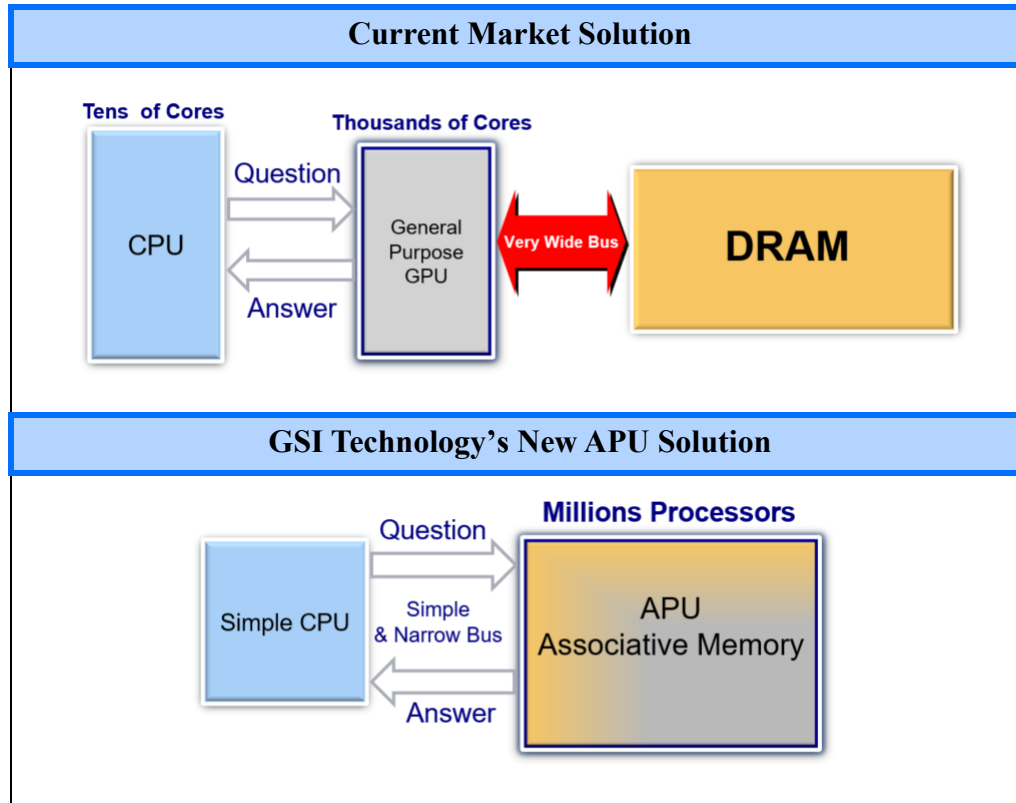 Current Market Solution
Tens of Cores
Thousands of Cores
Question
CPU
General
Purpose
GPU
Very Wide Bus
DRAM
Answer
GSI Technology’s New APU Solution
Millions Processors
Question
Simple CPU
Simple
& Narrow Bus
APU
Associative Memory
Answer